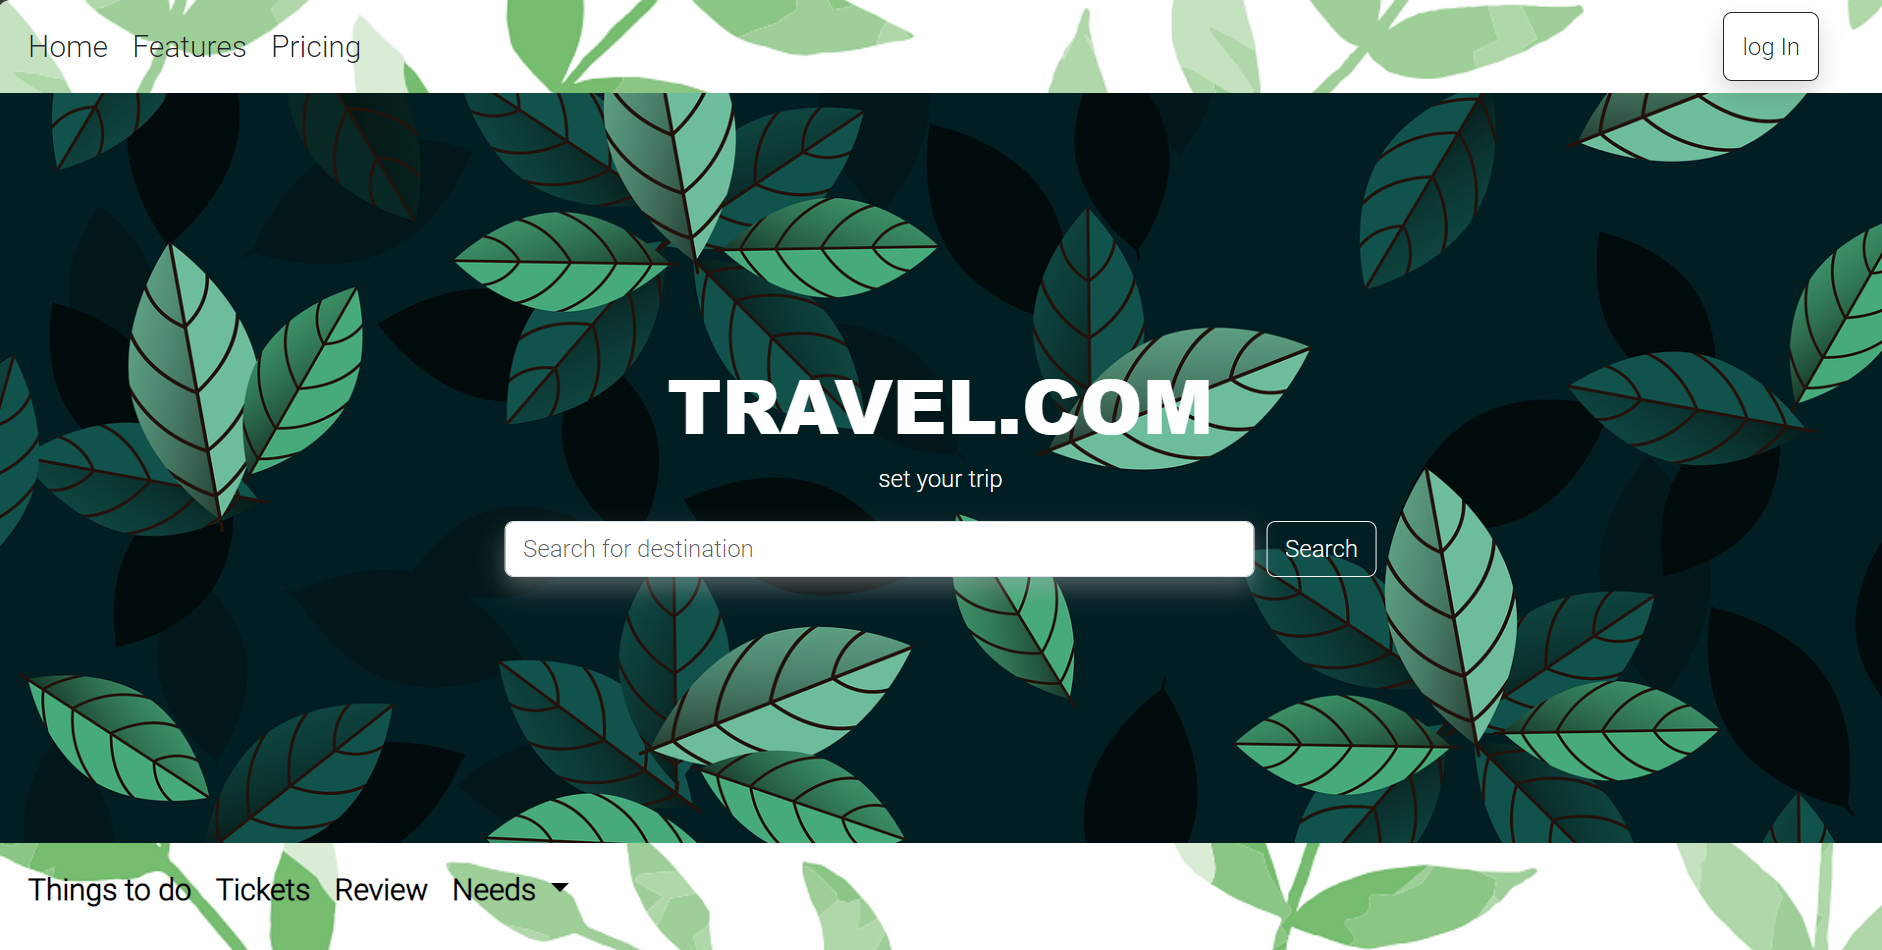 Home Features Pricing
log In
TRAVEL.COM
set your trip
Search for destination
Search
Things to do Tickets Review Needs